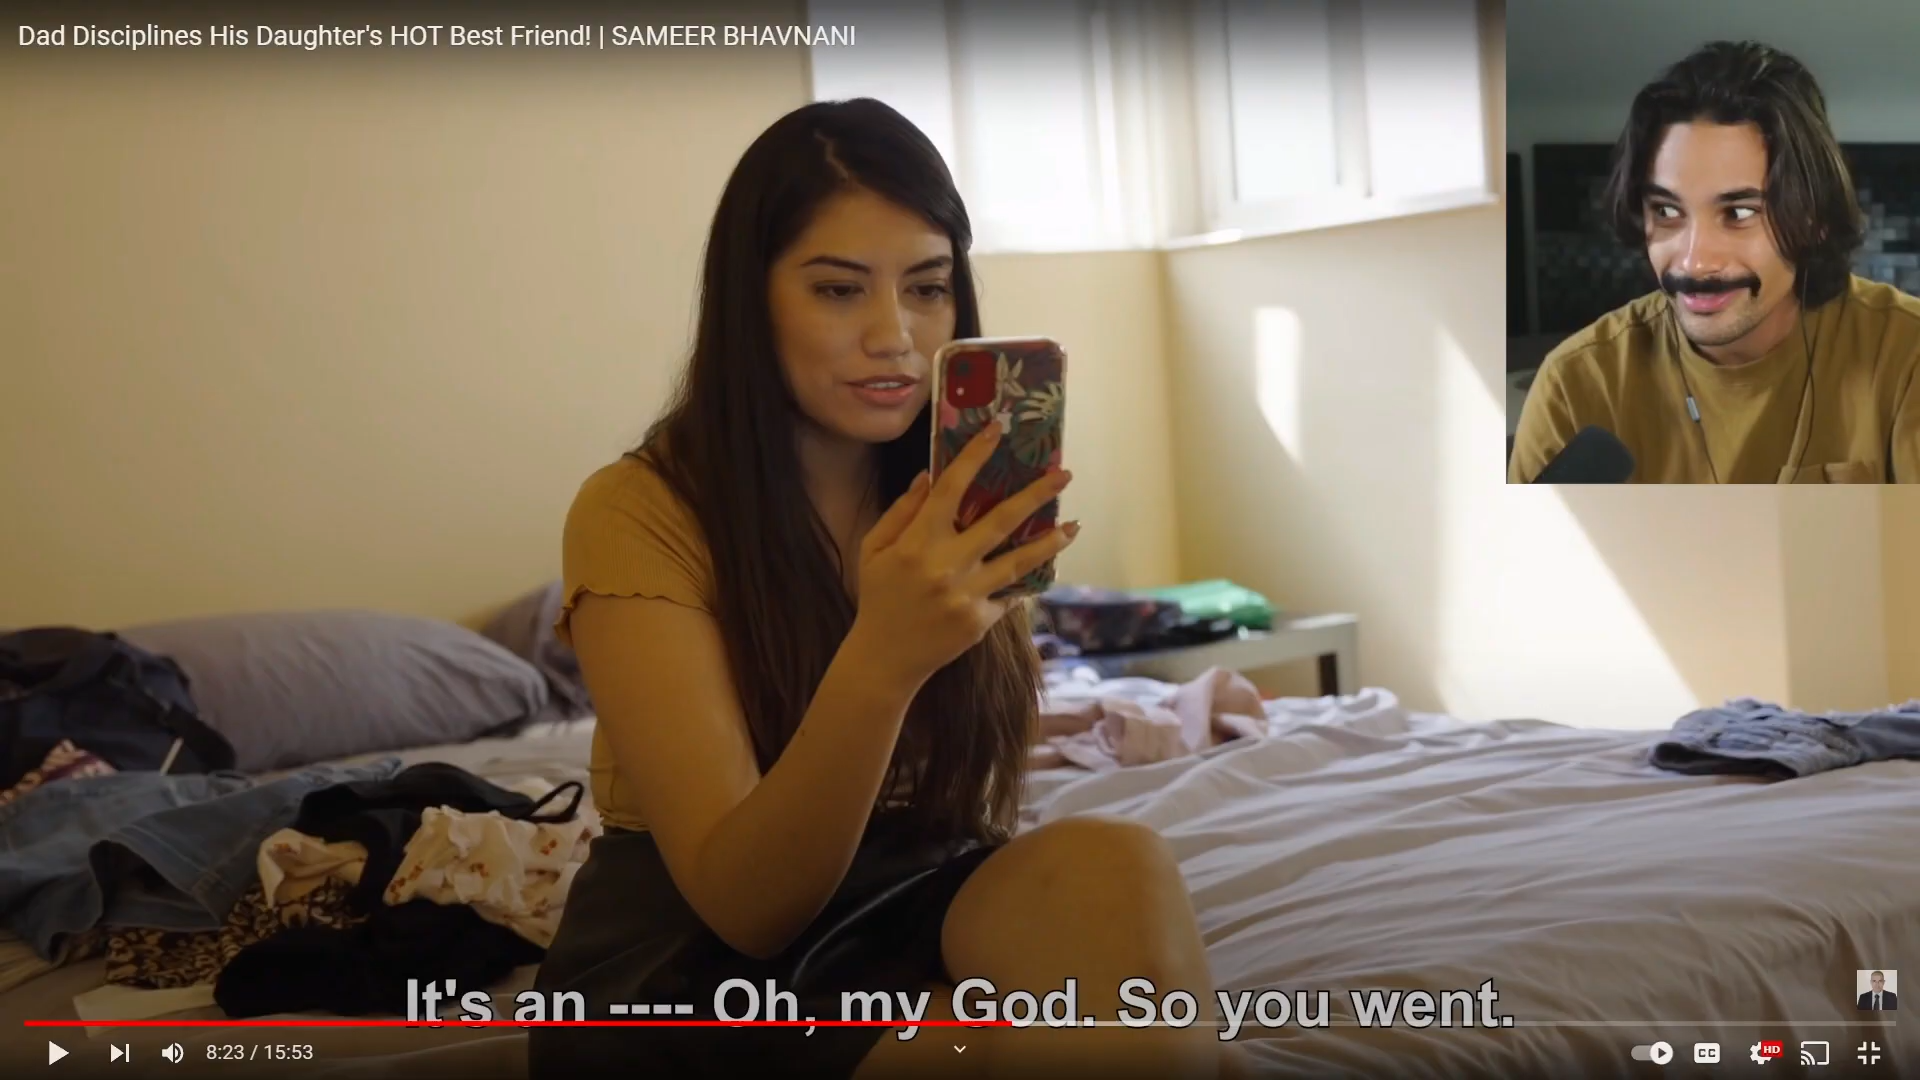 Dad Disciplines His Daughter's HOT Best Friend! | SAMEER BHAVNANI
It's an ---- Oh, my God. So you went.
8:23 / 15:53
CC
HD